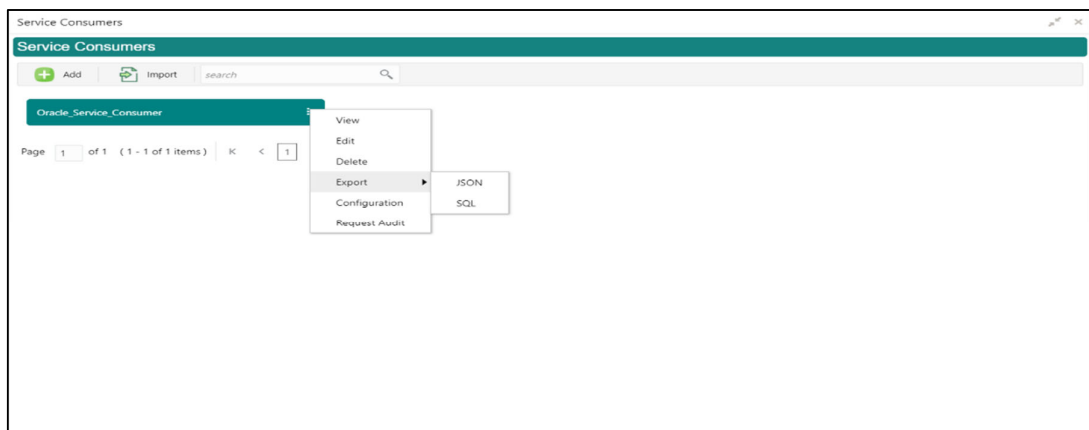 Service Consumers
Service Consumers
Add Import search
Oracle_Service_Consumer
Page 1 of 1 (1 - 1 of 1 items) K < 1
View
Edit
Delete
Export
JSON
Configuration
SQL
Request Audit